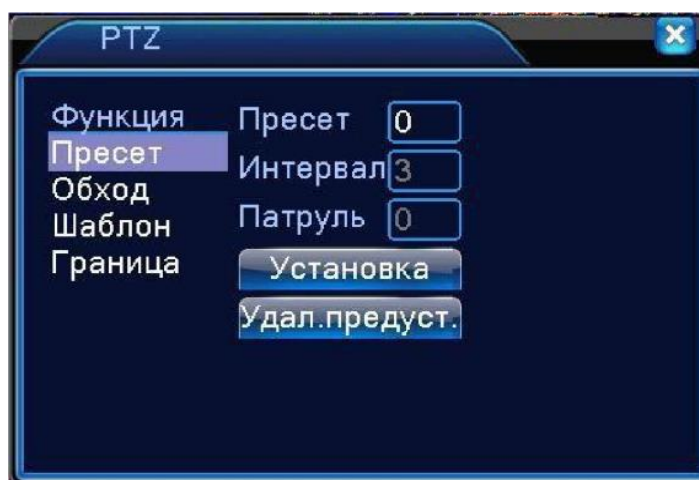 PTZ
Функция
Пресет
Обход
Шаблон
Граница
Пресет 0
Интервал 3
Патруль 0
Установка
Удал.предуст.